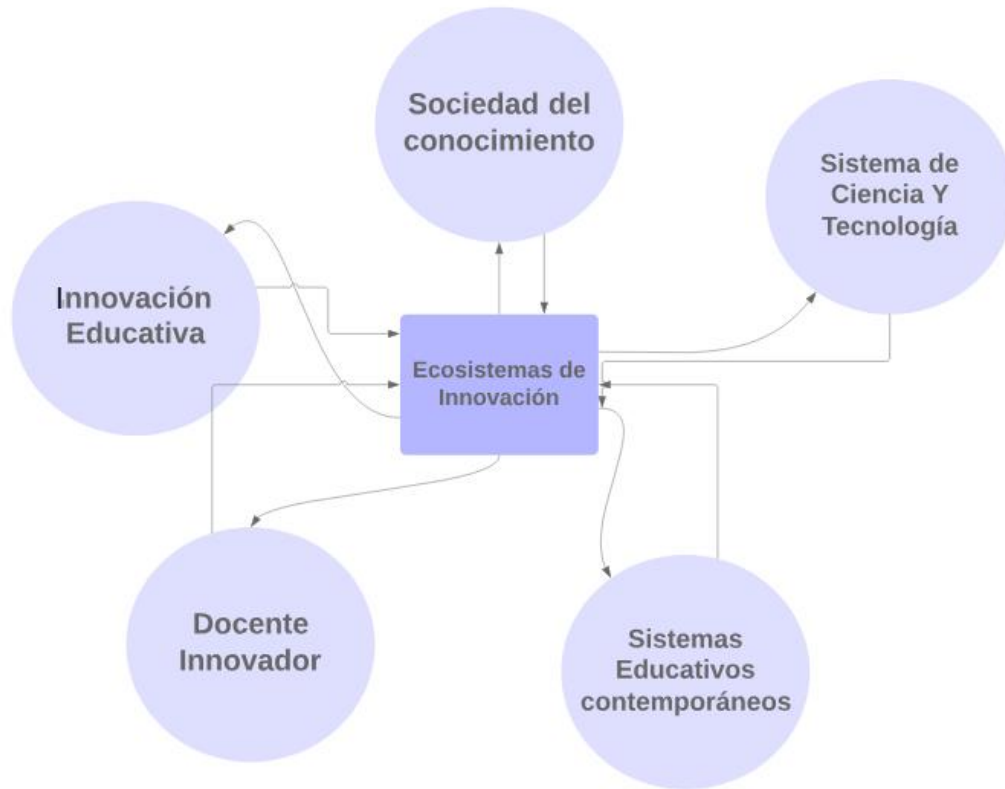 Sociedad del
conocimiento
Sistema de
Ciencia Y
Tecnología
Innovación
Educativa
Ecosistemas de
Innovación
Docente
Innovador
Sistemas
Educativos
contemporáneos